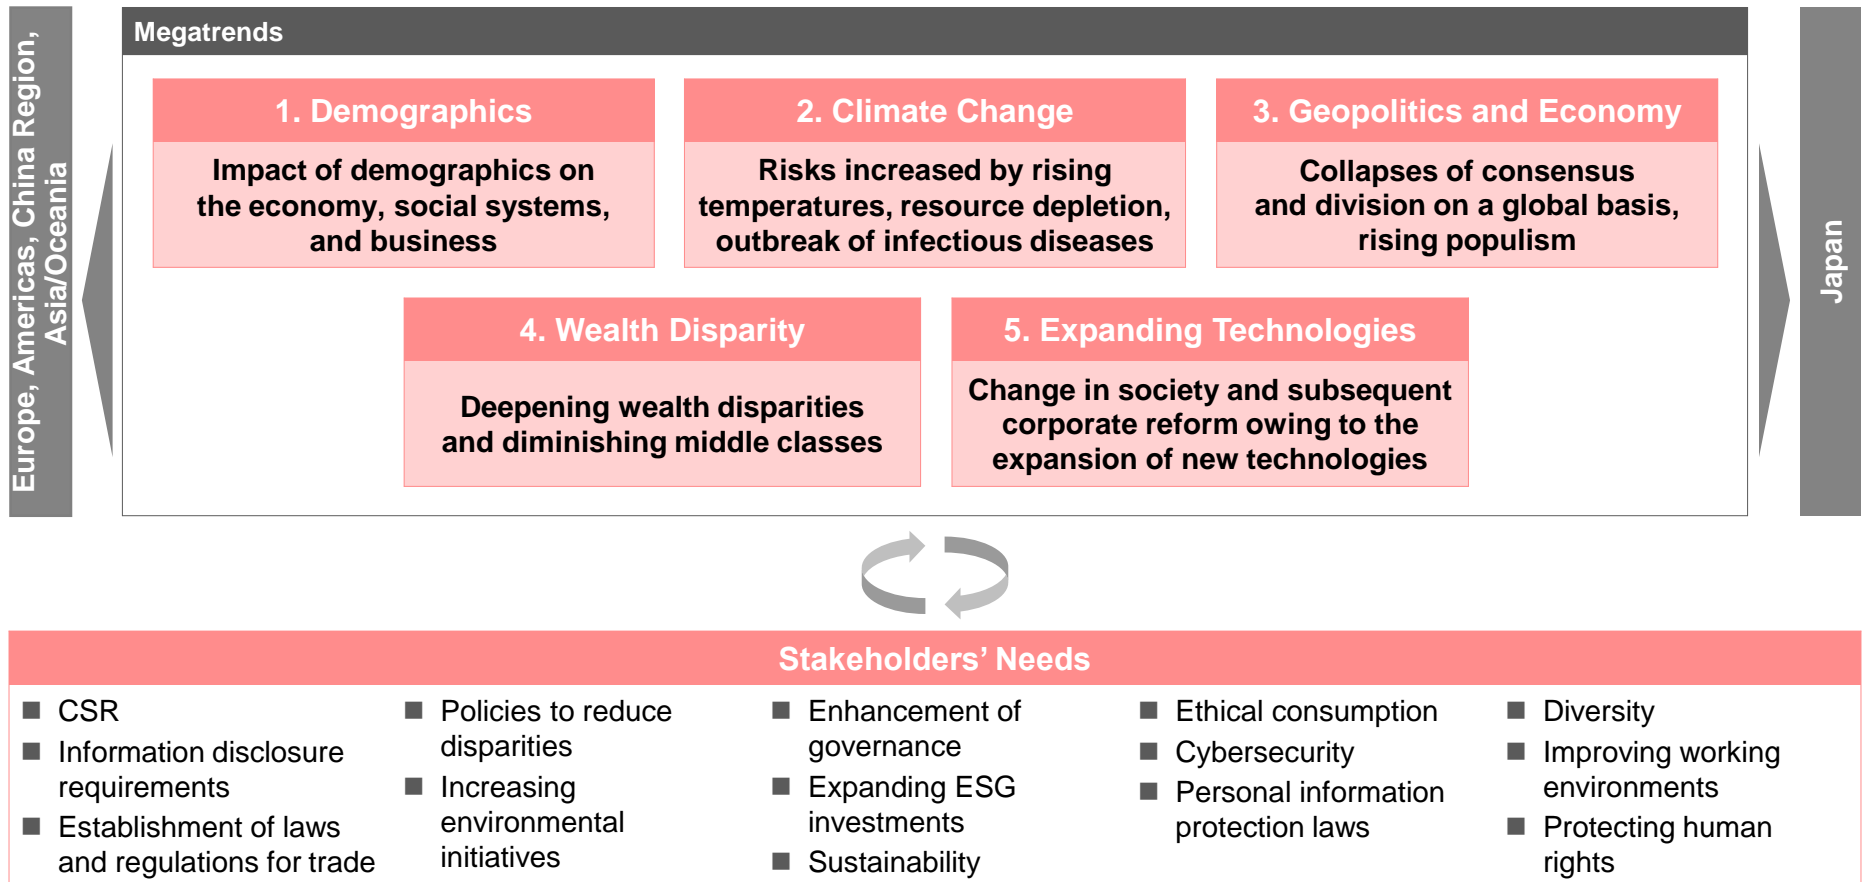 Europe, Americas, China Region,
Asia/Oceania
Megatrends
1. Demographics
Impact of demographics on
the economy, social systems,
and business
2. Climate Change
Risks increased by rising
temperatures, resource depletion,
outbreak of infectious diseases
3. Geopolitics and Economy
Collapses of consensus
and division on a global basis,
rising populism
4. Wealth Disparity
Deepening wealth disparities
and diminishing middle classes
5. Expanding Technologies
Change in society and subsequent
corporate reform owing to the
expansion of new technologies
Japan
Stakeholders’ Needs
■ CSR
■ Information disclosure
requirements
■ Establishment of laws
and regulations for trade
■ Policies to reduce
disparities
■ Increasing
environmental
initiatives
■ Enhancement of
governance
■ Expanding ESG
investments
■ Sustainability
■ Ethical consumption
■ Cybersecurity
■ Personal information
protection laws
■ Diversity
■ Improving working
environments
■ Protecting human
rights